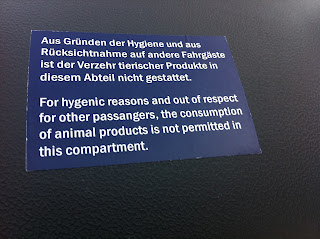 Aus Gründen der Hygiene und aus
Rücksichtnahme auf andere Fahrgäste
ist der Verzehr tierischer Produkte in
diesem Abteil nicht gestattet.
For hygenic reasons and out of respect
for other passangers, the consumption
of animal products is not permitted in
this compartment.